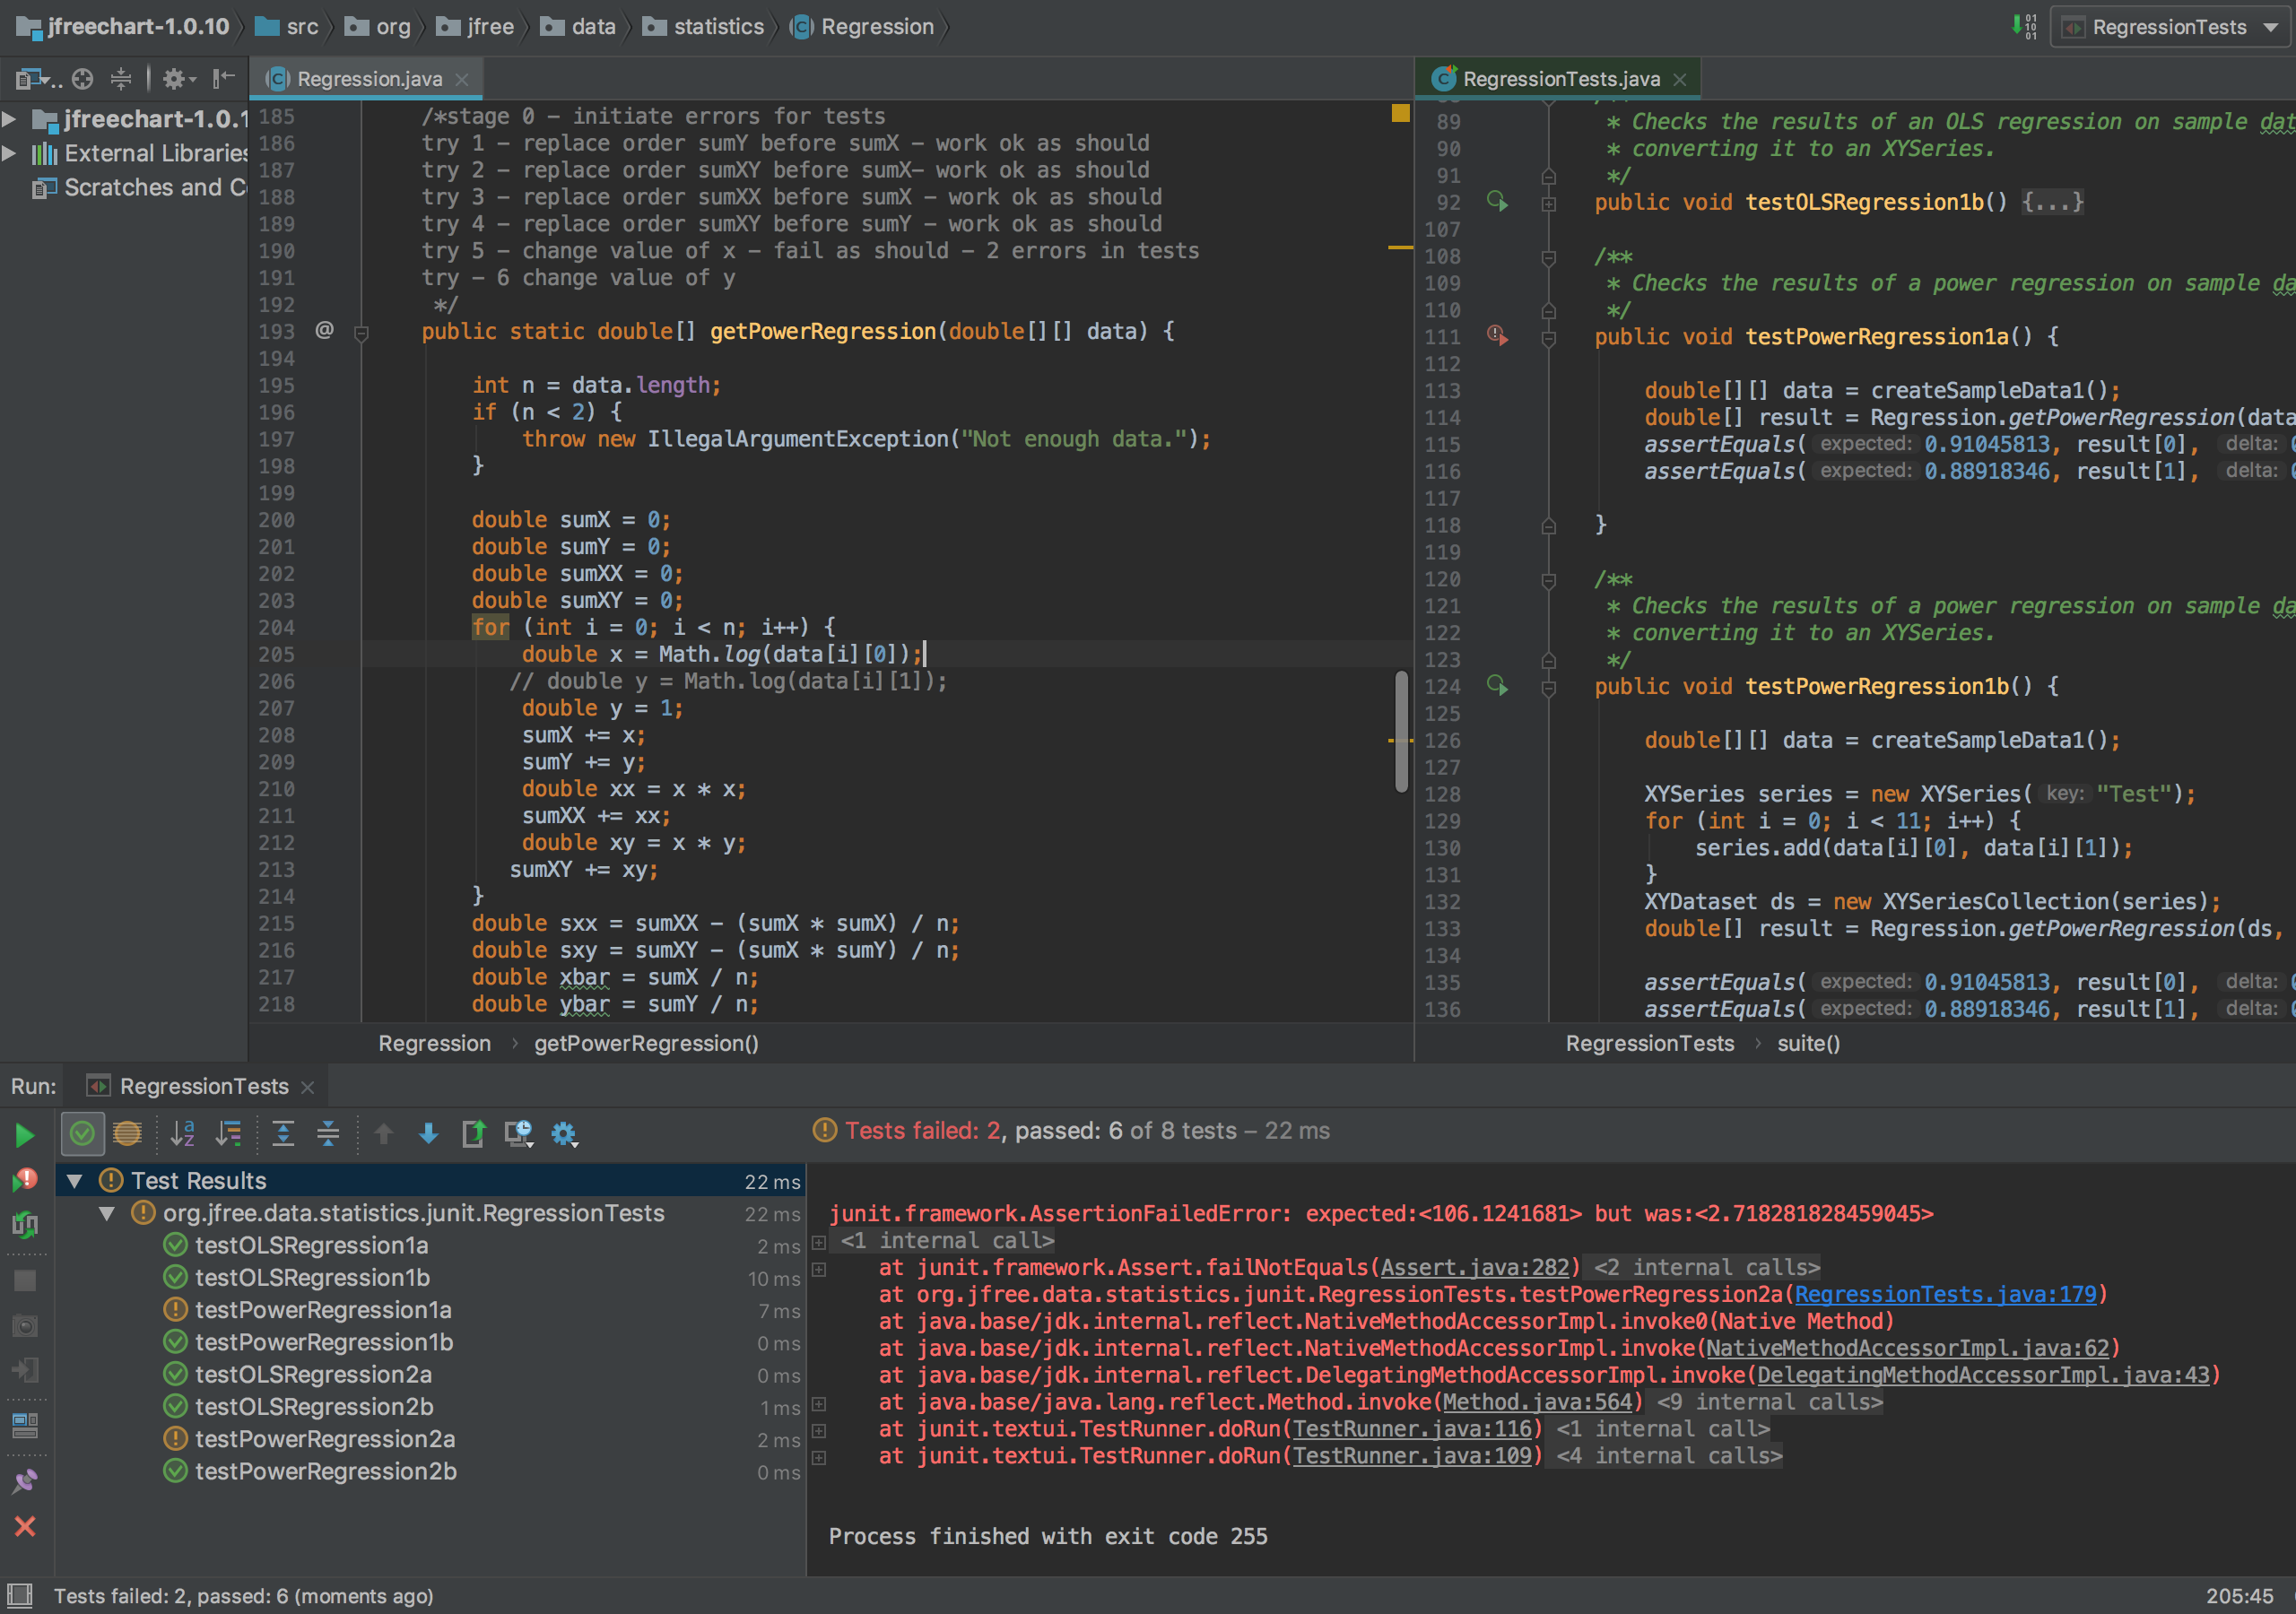 jfreechart-1.0.10 src org jfree data statistics Regression
RegressionTests
Regression.java
jfreechart-1.0.1
External Libraries
Scratches and C
185 /*stage 0 - initiate errors for tests
186 try 1 - replace order sumY before sumX - work ok as should
187 try 2 - replace order sumXY before sumX- work ok as should
188 try 3 - replace order sumXX before sumX - work ok as should
189 try 4 - replace order sumXY before sumY - work ok as should
190 try 5 - change value of x - fail as should - 2 errors in tests
191 try - 6 change value of y
192 */
193 @ public static double[] getPowerRegression(double[][] data) {
194
195 int n = data.length;
196 if (n < 2) {
197 throw new IllegalArgumentException("Not enough data.");
198 }
199
200 double sumX = 0;
201 double sumY = 0;
202 double sumXX = 0;
203 double sumXY = 0;
204 for (int i = 0; i < n; i++) {
205 double x = Math.log(data[i][0]);
206 // double y = Math.log(data[i][1]);
207 double y = 1;
208 sumX += x;
209 sumY += y;
210 double xx = x * x;
211 sumXX += xx;
212 double xy = x * y;
213 sumXY += xy;
214 }
215 double sxx = sumXX - (sumX * sumX) / n;
216 double sxy = sumXY - (sumX * sumY) / n;
217 double xbar = sumX / n;
218 double ybar = sumY / n;
Regression › getPowerRegression()
RegressionTests.java
89 * Checks the results of an OLS regression on sample dat
90 * converting it to an XYSeries.
91 */
92 public void testOLSRegression1b() {...}
107
108 /**
109 * Checks the results of a power regression on sample da
110 */
111 public void testPowerRegression1a() {
112
113 double[][] data = createSampleData1();
114 double[] result = Regression.getPowerRegression(data
115 assertEquals( expected: 0.91045813, result[0], delta: 0
116 assertEquals( expected: 0.88918346, result[1], delta: 0
117
118 }
119
120 /**
121 * Checks the results of a power regression on sample da
122 * converting it to an XYSeries.
123 */
124 public void testPowerRegression1b() {
125
126 double[][] data = createSampleData1();
127
128 XYSeries series = new XYSeries( key: "Test");
129 for (int i = 0; i < 11; i++) {
130 series.add(data[i][0], data[i][1]);
131 }
132 XYDataset ds = new XYSeriesCollection(series);
133 double[] result = Regression.getPowerRegression(ds,
134
135 assertEquals( expected: 0.91045813, result[0], delta: 0
136 assertEquals( expected: 0.88918346, result[1], delta: 0
RegressionTests › suite()
Run: RegressionTests
Tests failed: 2, passed: 6 of 8 tests – 22 ms
Test Results 22 ms
org.jfree.data.statistics.junit.RegressionTests 22 ms
testOLSRegression1a 2 ms
testOLSRegression1b 10 ms
testPowerRegression1a 7 ms
testPowerRegression1b 0 ms
testOLSRegression2a 0 ms
testOLSRegression2b 1 ms
testPowerRegression2a 2 ms
testPowerRegression2b 0 ms
junit.framework.AssertionFailedError: expected:<106.1241681> but was:<2.718281828459045>
<1 internal call>
at junit.framework.Assert.failNotEquals(Assert.java:282) <2 internal calls>
at org.jfree.data.statistics.junit.RegressionTests.testPowerRegression2a(RegressionTests.java:179)
at java.base/jdk.internal.reflect.NativeMethodAccessorImpl.invoke0(Native Method)
at java.base/jdk.internal.reflect.NativeMethodAccessorImpl.invoke(NativeMethodAccessorImpl.java:62)
at java.base/jdk.internal.reflect.DelegatingMethodAccessorImpl.invoke(DelegatingMethodAccessorImpl.java:43)
at java.base/java.lang.reflect.Method.invoke(Method.java:564) <9 internal calls>
at junit.textui.TestRunner.doRun(TestRunner.java:116) <1 internal call>
at junit.textui.TestRunner.doRun(TestRunner.java:109) <4 internal calls>
Process finished with exit code 255
Tests failed: 2, passed: 6 (moments ago)
205:45